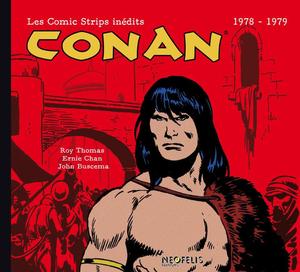 Les Comic Strips inédits
1978 - 1979
CONAN
Roy Thomas
Ernie Chan
John Buscema
NEOFELIS